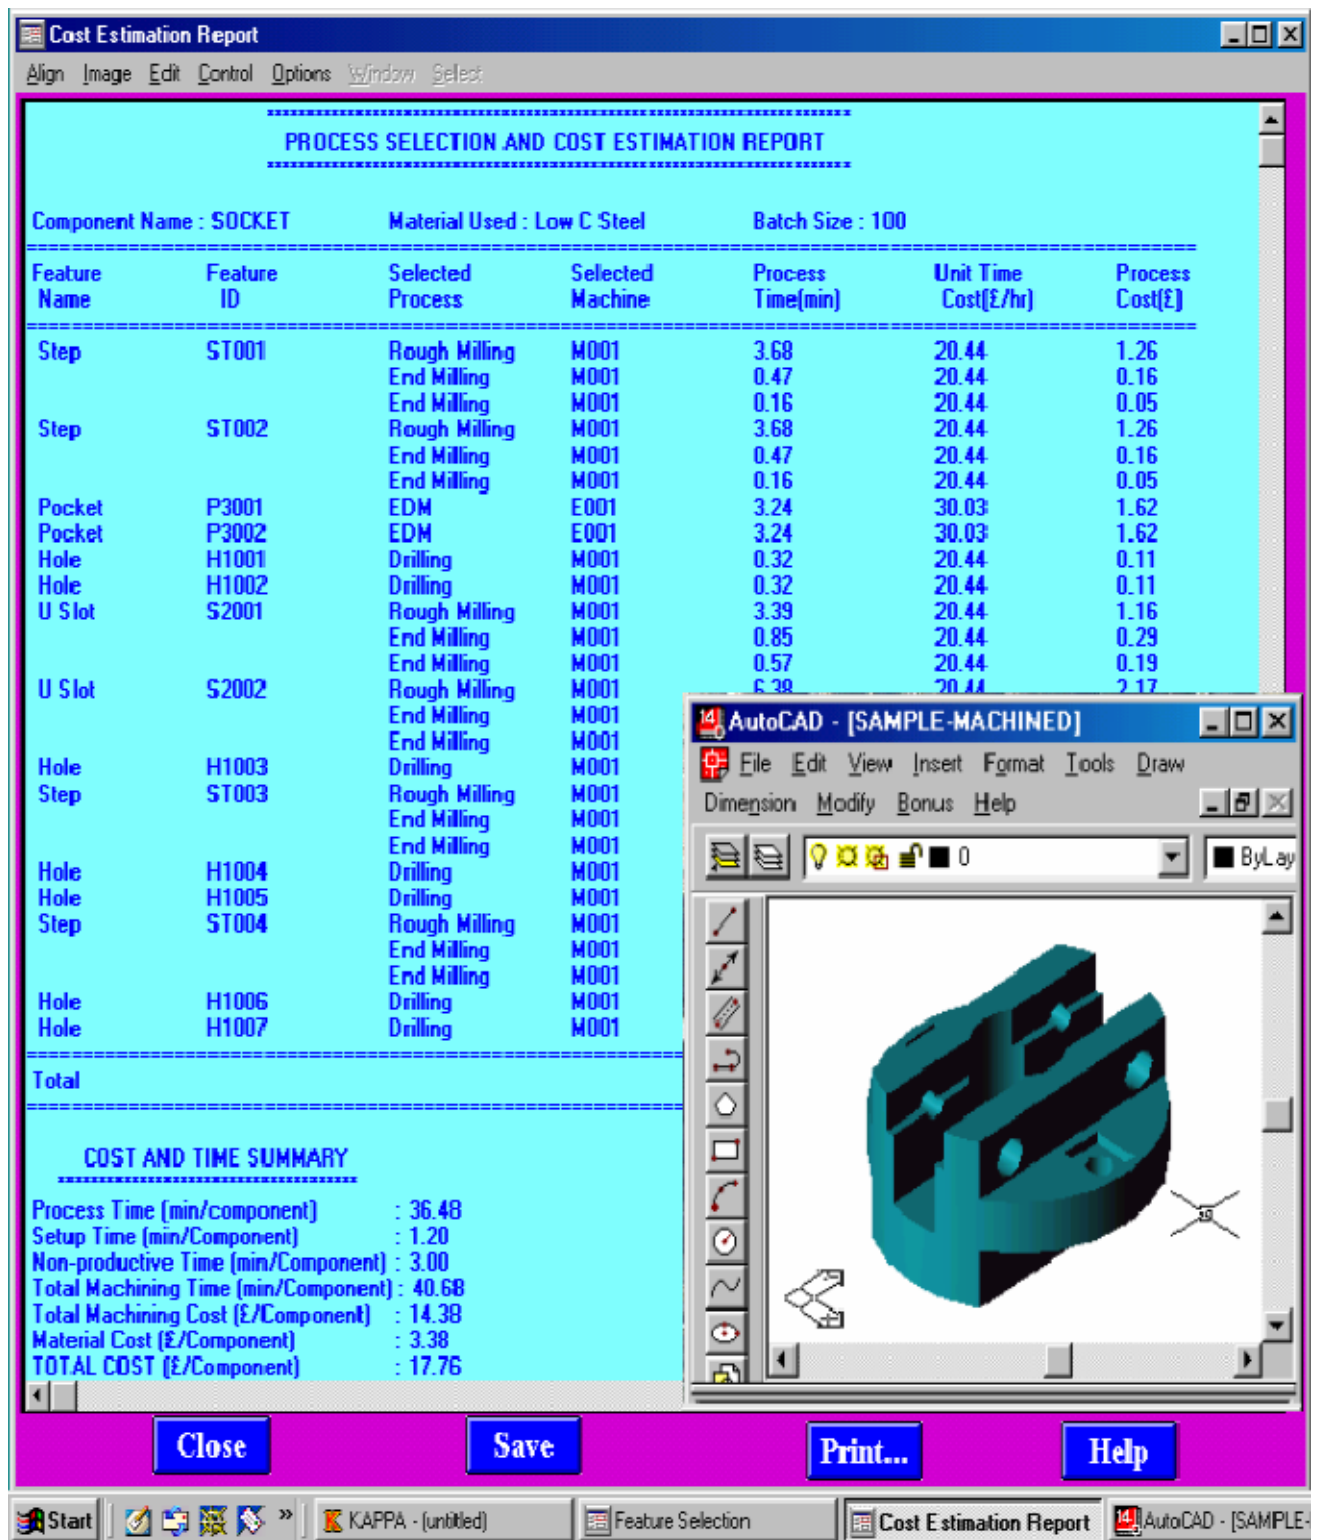 Cost Estimation Report
Align Image Edit Control Options Window Select
PROCESS SELECTION AND COST ESTIMATION REPORT
Component Name : SOCKET Material Used : Low C Steel Batch Size : 100
Feature Feature Selected Selected Process Unit Time Process
Name ID Process Machine Time(min) Cost(£/hr) Cost(£)
Step ST001 Rough Milling M001 3.68 20.44 1.26
End Milling M001 0.47 20.44 0.16
End Milling M001 0.16 20.44 0.05
Step ST002 Rough Milling M001 3.68 20.44 1.26
End Milling M001 0.47 20.44 0.16
End Milling M001 0.16 20.44 0.05
Pocket P3001 EDM E001 3.24 30.03 1.62
Pocket P3002 EDM E001 3.24 30.03 1.62
Hole H1001 Drilling M001 0.32 20.44 0.11
Hole H1002 Drilling M001 0.32 20.44 0.11
U Slot S2001 Rough Milling M001 3.39 20.44 1.16
End Milling M001 0.85 20.44 0.29
End Milling M001 0.57 20.44 0.19
U Slot S2002 Rough Milling M001 6.38 20.44 2.17
End Milling M001
End Milling M001
Hole H1003 Drilling M001
Step ST003 Rough Milling M001
End Milling M001
End Milling M001
Hole H1004 Drilling M001
Hole H1005 Drilling M001
Step ST004 Rough Milling M001
End Milling M001
End Milling M001
Hole H1006 Drilling M001
Hole H1007 Drilling M001
Total
COST AND TIME SUMMARY
Process Time (min/component) : 36.48
Setup Time (min/Component) : 1.20
Non-productive Time (min/Component) : 3.00
Total Machining Time (min/Component) : 40.68
Total Machining Cost (£/Component) : 14.38
Material Cost (£/Component) : 3.38
TOTAL COST (£/Component) : 17.76
AutoCAD - [SAMPLE-MACHINED]
File Edit View Insert Format Tools Draw
Dimension Modify Bonus Help
0 ByLay
Close Save Print... Help
Start » KAPPA - (untitled) Feature Selection Cost Estimation Report AutoCAD - [SAMPLE-